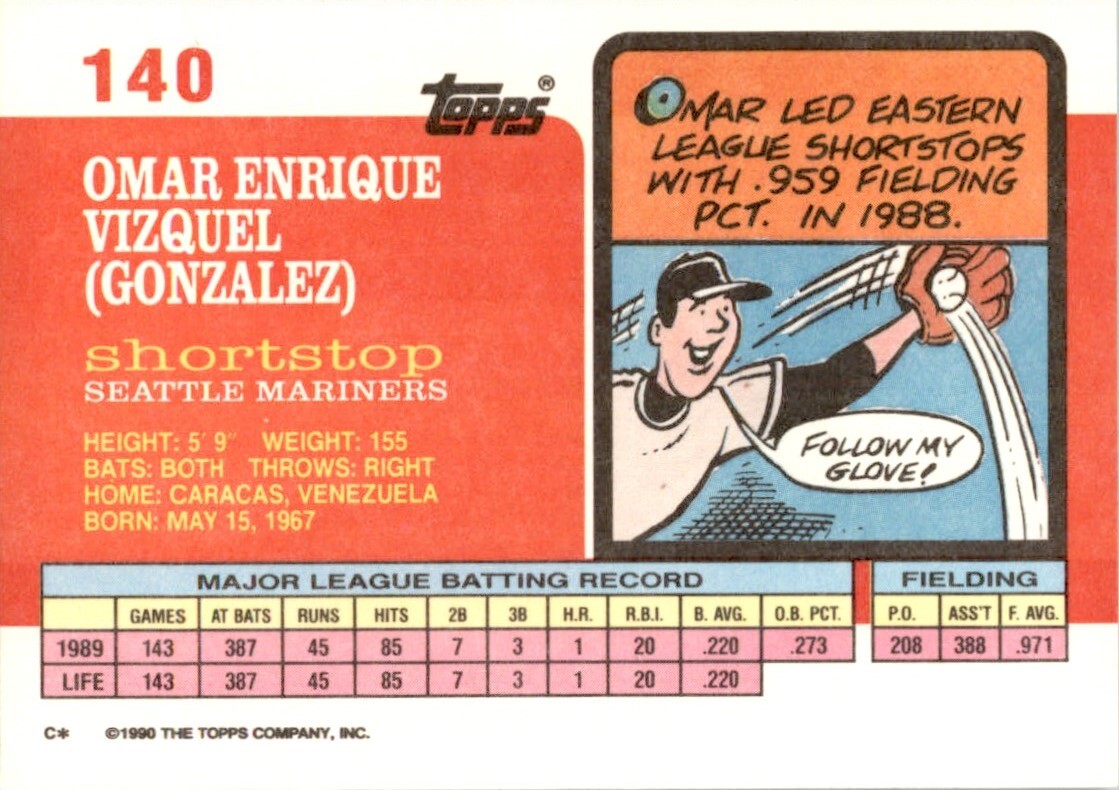 140
topps®
OMAR ENRIQUE
VIZQUEL
(GONZALEZ)
shortstop
SEATTLE MARINERS
HEIGHT: 5' 9" WEIGHT: 155
BATS: BOTH THROWS: RIGHT
HOME: CARACAS, VENEZUELA
BORN: MAY 15, 1967
OMAR LED EASTERN
LEAGUE SHORTSTOPS
WITH .959 FIELDING
PCT. IN 1988.
FOLLOW MY
GLOVE!
MAJOR LEAGUE BATTING RECORD FIELDING
GAMES AT BATS RUNS HITS 2B 3B H.R. R.B.I. B. AVG. O.B. PCT. P.O. ASS'T F. AVG.
1989 143 387 45 85 7 3 1 20 .220 .273 208 388 .971
LIFE 143 387 45 85 7 3 1 20 .220
C* ©1990 THE TOPPS COMPANY, INC.